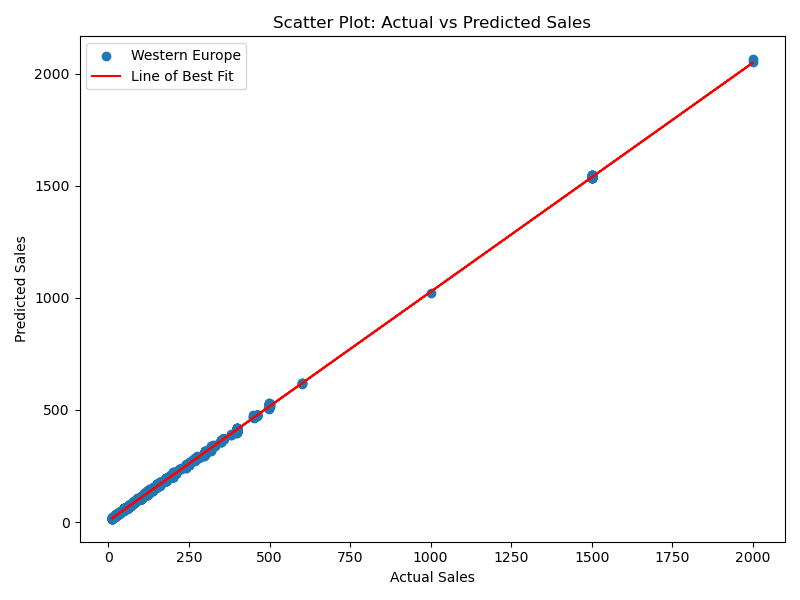 Scatter Plot: Actual vs Predicted Sales
Western Europe
Line of Best Fit
2000
1500
1000
500
0
Predicted Sales
0 250 500 750 1000 1250 1500 1750 2000
Actual Sales